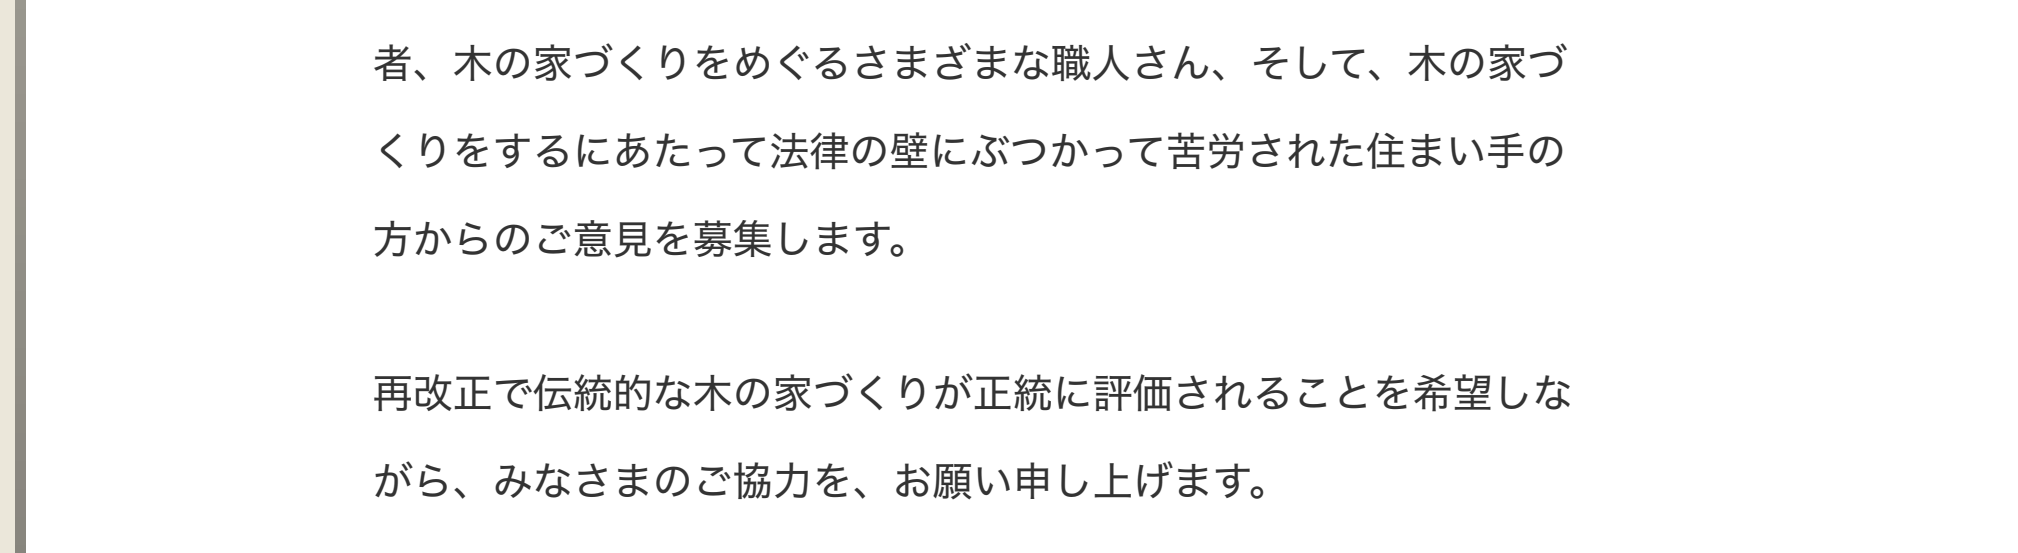 者、木の家づくりをめぐるさまざまな職人さん、そして、木の家づ
くりをするにあたって法律の壁にぶつかって苦労された住まい手の
方からのご意見を募集します。
再改正で伝統的な木の家づくりが正統に評価されることを希望しな
がら、みなさまのご協力を、お願い申し上げます。